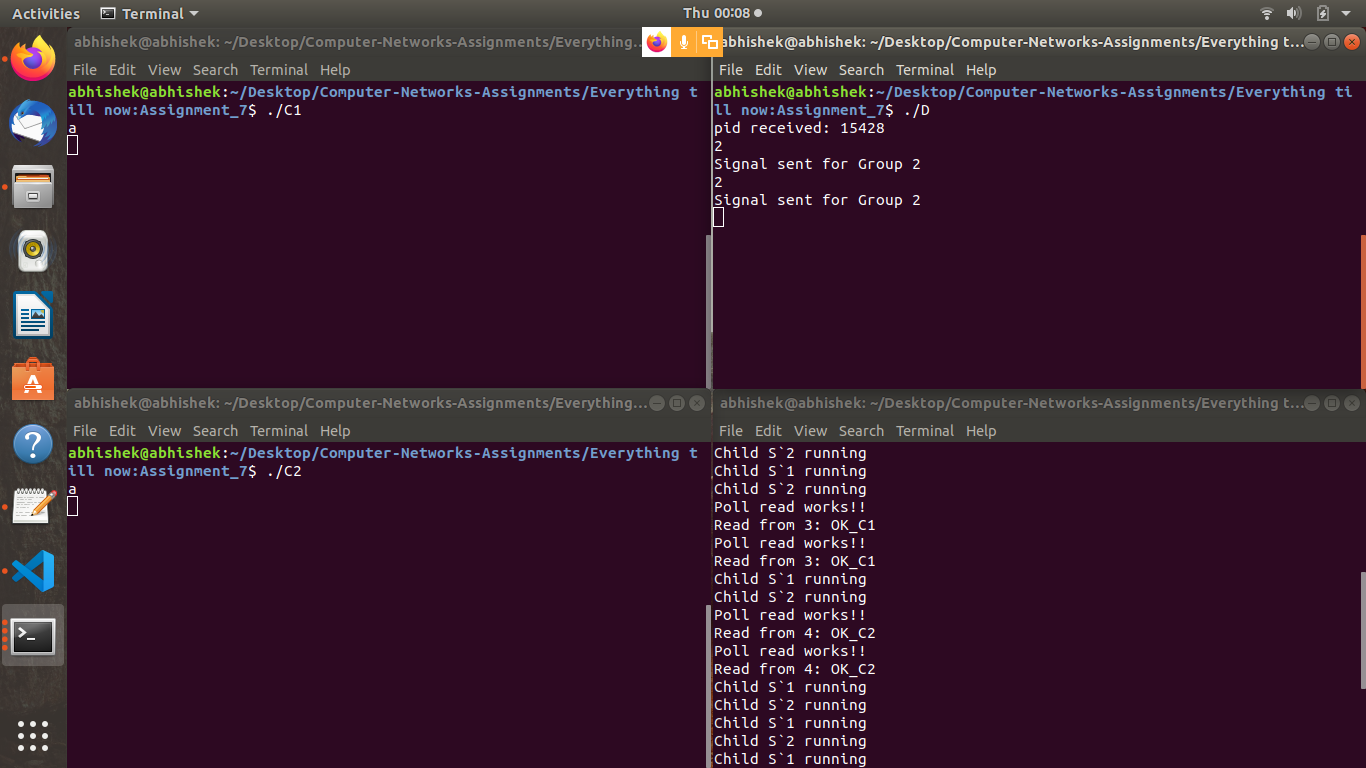 Activities Terminal Thu 00:08
abhishek@abhishek: ~/Desktop/Computer-Networks-Assignments/Everything...
File Edit View Search Terminal Help
abhishek@abhishek:~/Desktop/Computer-Networks-Assignments/Everything t
ill now:Assignment_7$ ./C1
a
abhishek@abhishek: ~/Desktop/Computer-Networks-Assignments/Everything t...
File Edit View Search Terminal Help
abhishek@abhishek:~/Desktop/Computer-Networks-Assignments/Everything ti
ll now:Assignment_7$ ./D
pid received: 15428
2
Signal sent for Group 2
2
Signal sent for Group 2
abhishek@abhishek: ~/Desktop/Computer-Networks-Assignments/Everything...
File Edit View Search Terminal Help
abhishek@abhishek:~/Desktop/Computer-Networks-Assignments/Everything t
ill now:Assignment_7$ ./C2
a
abhishek@abhishek: ~/Desktop/Computer-Networks-Assignments/Everything t...
File Edit View Search Terminal Help
Child S`2 running
Child S`1 running
Child S`2 running
Poll read works!!
Read from 3: OK_C1
Poll read works!!
Read from 3: OK_C1
Child S`1 running
Child S`2 running
Poll read works!!
Read from 4: OK_C2
Poll read works!!
Read from 4: OK_C2
Child S`1 running
Child S`2 running
Child S`1 running
Child S`2 running
Child S`1 running